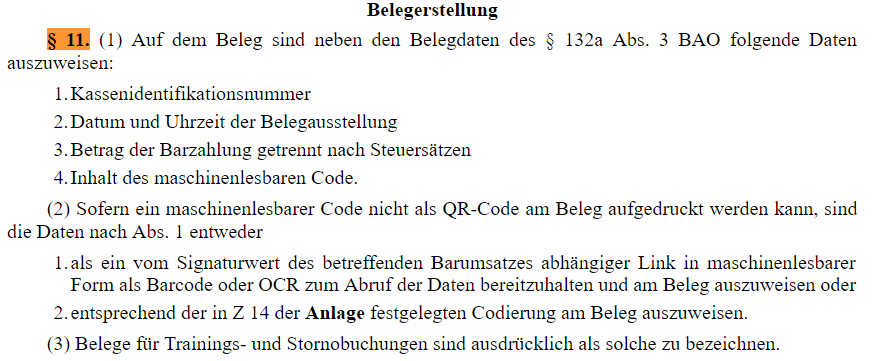 Belegerstellung
§ 11. (1) Auf dem Beleg sind neben den Belegdaten des § 132a Abs. 3 BAO folgende Daten
auszuweisen:
1. Kassenidentifikationsnummer
2. Datum und Uhrzeit der Belegausstellung
3. Betrag der Barzahlung getrennt nach Steuersätzen
4. Inhalt des maschinenlesbaren Code.
(2) Sofern ein maschinenlesbarer Code nicht als QR-Code am Beleg aufgedruckt werden kann, sind
die Daten nach Abs. 1 entweder
1. als ein vom Signaturwert des betreffenden Barumsatzes abhängiger Link in maschinenlesbarer
Form als Barcode oder OCR zum Abruf der Daten bereitzuhalten und am Beleg auszuweisen oder
2. entsprechend der in Z 14 der Anlage festgelegten Codierung am Beleg auszuweisen.
(3) Belege für Trainings- und Stornobuchungen sind ausdrücklich als solche zu bezeichnen.